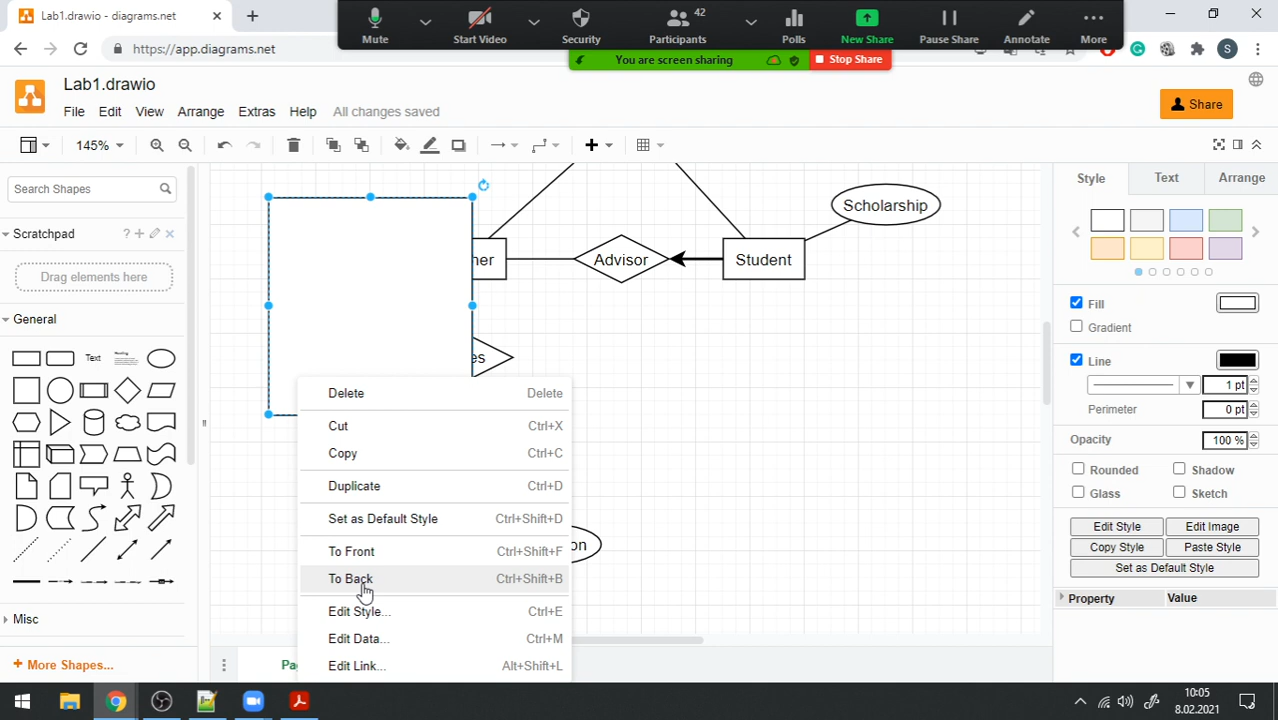 Lab1.drawio - diagrams.net
42
Mute
Start Video
Security
Participants
Polls
New Share
Pause Share
Annotate
More
https://app.diagrams.net
You are screen sharing
Stop Share
S
Lab1.drawio
File Edit View Arrange Extras Help All changes saved
Share
145%
Search Shapes
Style Text Arrange
Scratchpad
?
Drag elements here
General
Text
Heading
Scholarship
her
Advisor
Student
es
on
Fill
Gradient
Line
1 pt
Perimeter
0 pt
Opacity
100 %
Rounded Shadow
Glass Sketch
Edit Style Edit Image
Copy Style Paste Style
Set as Default Style
Property Value
Delete Delete
Cut Ctrl+X
Copy Ctrl+C
Duplicate Ctrl+D
Set as Default Style Ctrl+Shift+D
To Front Ctrl+Shift+F
To Back Ctrl+Shift+B
Edit Style... Ctrl+E
Edit Data... Ctrl+M
Edit Link... Alt+Shift+L
Misc
+ More Shapes...
Pa
10:05
8.02.2021